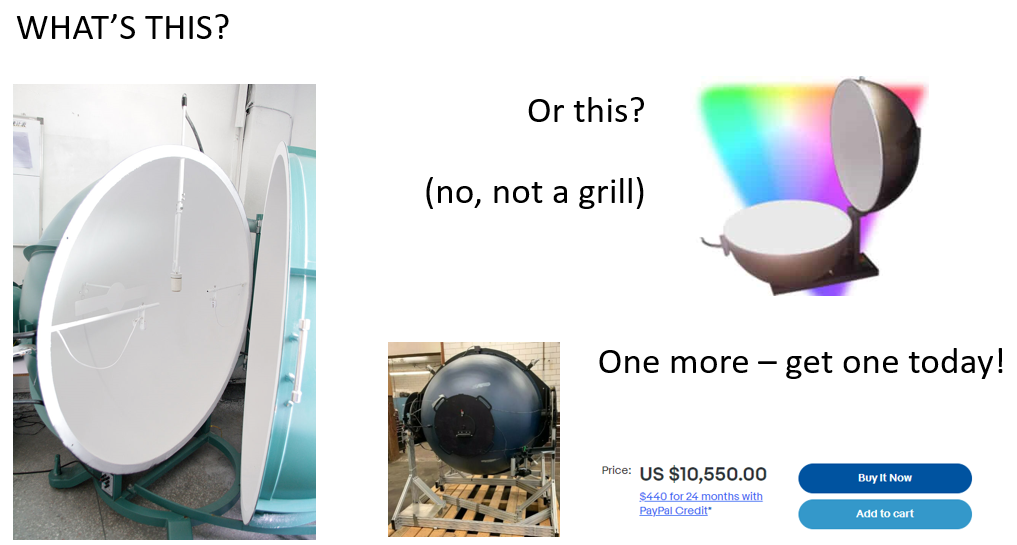 WHAT’S THIS?
Or this?
(no, not a grill)
One more – get one today!
Price: US $10,550.00
$440 for 24 months with
PayPal Credit*
Buy It Now
Add to cart